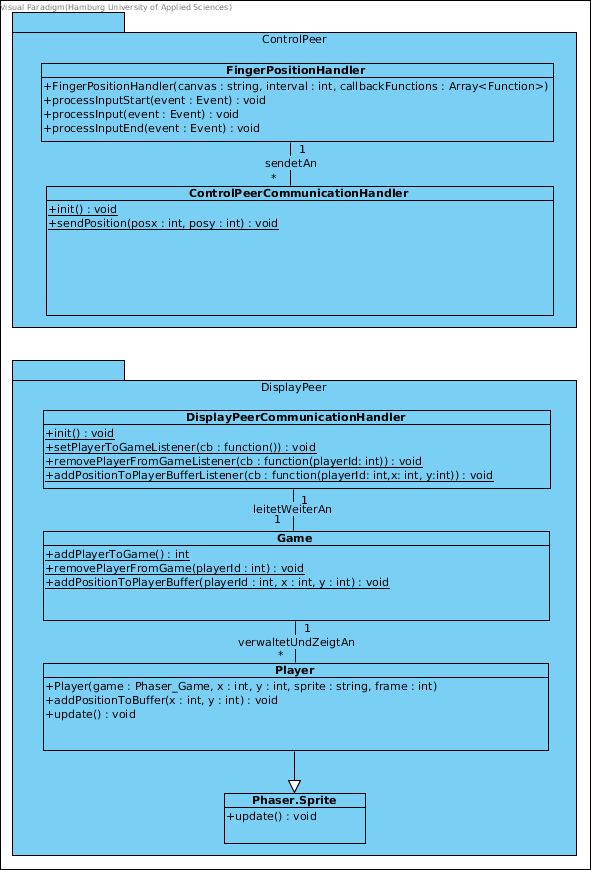 Visual Paradigm(Hamburg University of Applied Sciences)
ControlPeer
FingerPositionHandler
+FingerPositionHandler(canvas : string, interval : int, callbackFunctions : Array<Function>)
+processInputStart(event : Event) : void
+processInput(event : Event) : void
+processInputEnd(event : Event) : void
1
sendetAn
*
ControlPeerCommunicationHandler
+init() : void
+sendPosition(posx : int, posy : int) : void
DisplayPeer
DisplayPeerCommunicationHandler
+init() : void
+setPlayerToGameListener(cb : function()) : void
+removePlayerFromGameListener(cb : function(playerId: int)) : void
+addPositionToPlayerBufferListener(cb : function(playerId: int,x: int, y:int)) : void
1
leitetWeiterAn
1
Game
+addPlayerToGame() : int
+removePlayerFromGame(playerId : int) : void
+addPositionToPlayerBuffer(playerId : int, x : int, y : int) : void
1
verwaltetUndZeigtAn
*
Player
+Player(game : Phaser_Game, x : int, y : int, sprite : string, frame : int)
+addPositionToBuffer(x : int, y : int) : void
+update() : void
Phaser.Sprite
+update() : void